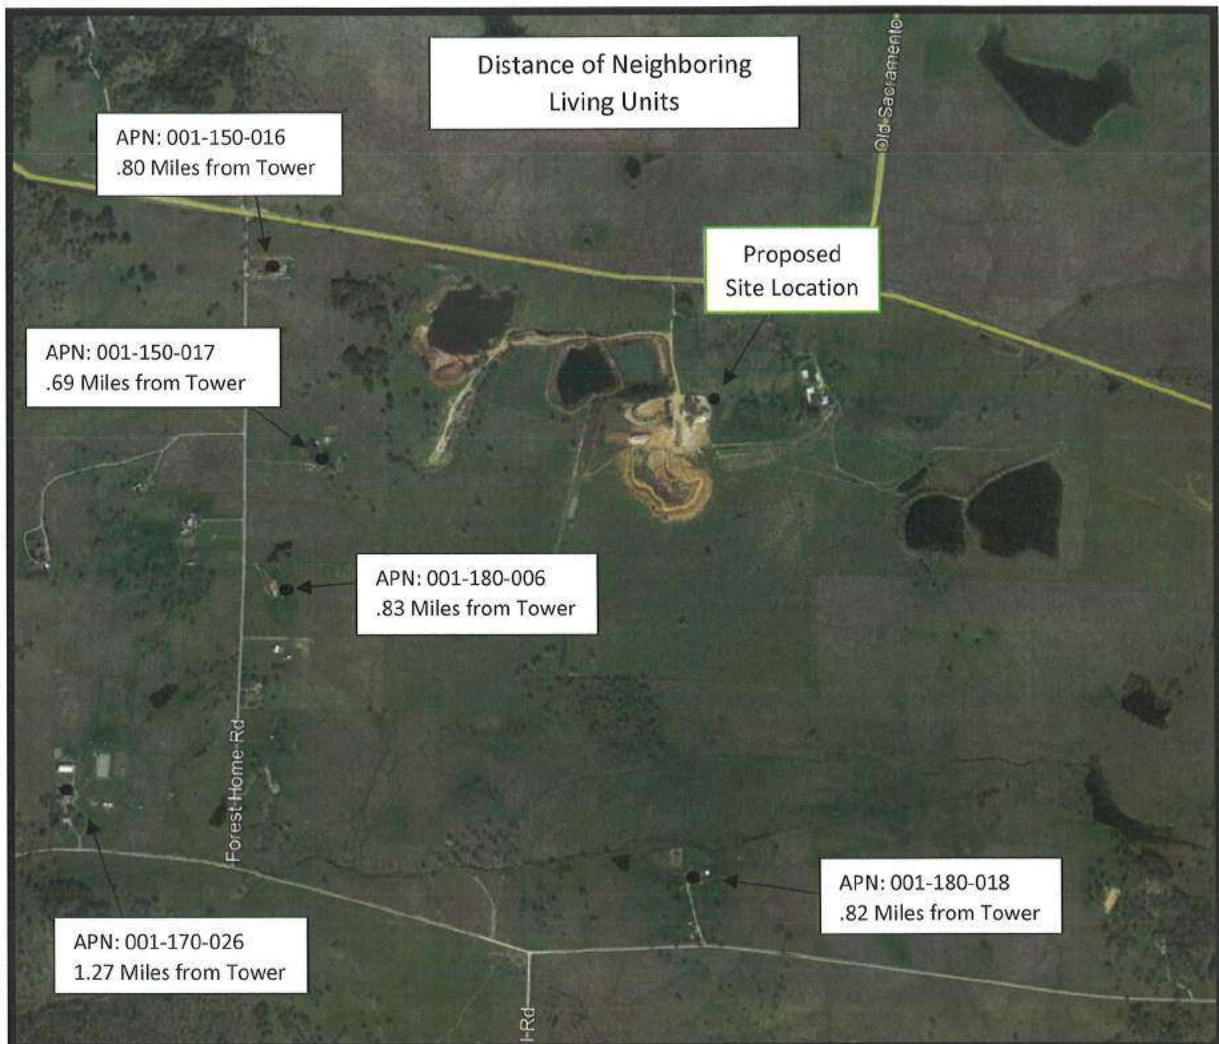 Distance of Neighboring
Living Units
Old Sacramento
APN: 001-150-016
.80 Miles from Tower
Proposed
Site Location
APN: 001-150-017
.69 Miles from Tower
APN: 001-180-006
.83 Miles from Tower
Forest Home Rd
APN: 001-180-018
.82 Miles from Tower
APN: 001-170-026
1.27 Miles from Tower
I-Rd